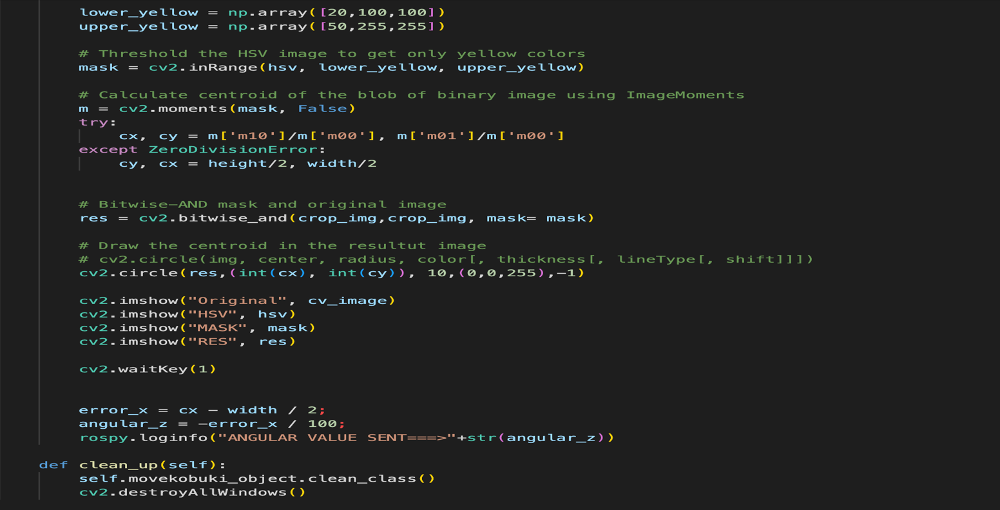 lower_yellow = np.array([20,100,100])
upper_yellow = np.array([50,255,255])
# Threshold the HSV image to get only yellow colors
mask = cv2.inRange(hsv, lower_yellow, upper_yellow)
# Calculate centroid of the blob of binary image using ImageMoments
m = cv2.moments(mask, False)
try:
cx, cy = m['m10']/m['m00'], m['m01']/m['m00']
except ZeroDivisionError:
cy, cx = height/2, width/2
# Bitwise-AND mask and original image
res = cv2.bitwise_and(crop_img,crop_img, mask= mask)
# Draw the centroid in the resultut image
# cv2.circle(img, center, radius, color[, thickness[, lineType[, shift]]])
cv2.circle(res,(int(cx), int(cy)), 10,(0,0,255),-1)
cv2.imshow("Original", cv_image)
cv2.imshow("HSV", hsv)
cv2.imshow("MASK", mask)
cv2.imshow("RES", res)
cv2.waitKey(1)
error_x = cx - width / 2;
angular_z = -error_x / 100;
rospy.loginfo("ANGULAR VALUE SENT===>"+str(angular_z))
def clean_up(self):
self.movekobuki_object.clean_class()
cv2.destroyAllWindows()